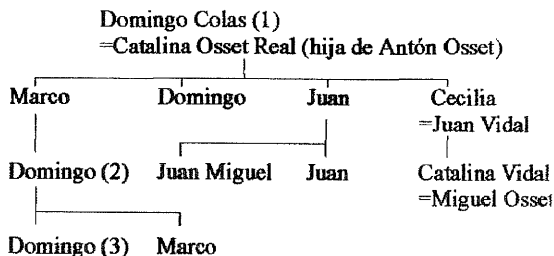 Domingo Colas (1)
=Catalina Osset Real (hija de Antón Osset)
Marco Domingo Juan Cecilia
=Juan Vidal
Domingo (2) Juan Miguel Juan Catalina Vidal
=Miguel Osset
Domingo (3) Marco